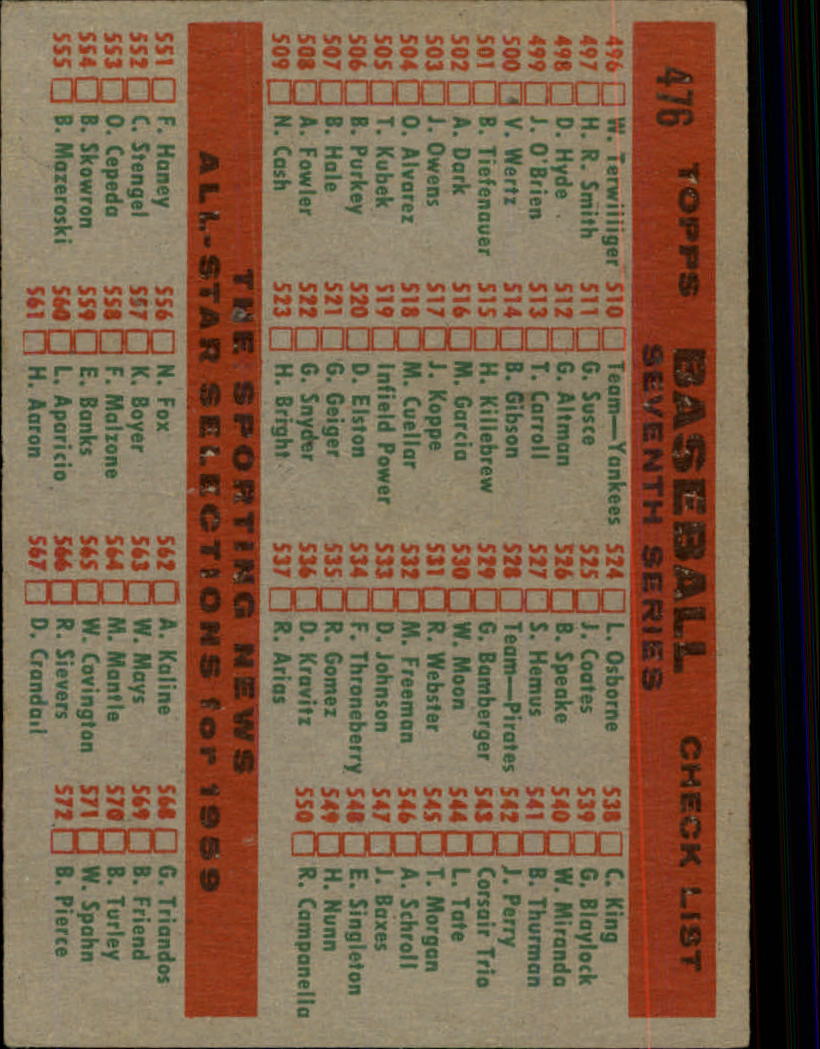 476 TOPPS BASEBALL CHECK LIST
SEVENTH SERIES
496 W. Terwilliger
497 H. R. Smith
498 D. Hyde
499 J. O'Brien
500 V. Wertz
501 B. Tiefenauer
502 A. Dark
503 J. Owens
504 O. Alvarez
505 T. Kubek
506 B. Purkey
507 B. Hale
508 A. Fowler
509 N. Cash
510 Team—Yankees
511 G. Susce
512 G. Altman
513 T. Carroll
514 B. Gibson
515 H. Killebrew
516 M. Garcia
517 J. Koppe
518 M. Cuellar
519 Infield Power
520 D. Elston
521 G. Geiger
522 G. Snyder
523 H. Bright
524 L. Osborne
525 J. Coates
526 B. Speake
527 S. Hemus
528 Team—Pirates
529 G. Bamberger
530 W. Moon
531 R. Webster
532 M. Freeman
533 D. Johnson
534 F. Throneberry
535 R. Gomez
536 D. Kravitz
537 R. Arias
538 C. King
539 G. Blaylock
540 W. Miranda
541 B. Thurman
542 J. Perry
543 Corsair Trio
544 L. Tate
545 T. Morgan
546 A. Schroll
547 J. Baxes
548 E. Singleton
549 H. Nunn
550 R. Campanella
THE SPORTING NEWS
ALL-STAR SELECTIONS for 1959
551 F. Haney
552 C. Stengel
553 O. Cepeda
554 B. Skowron
555 B. Mazeroski
556 N. Fox
557 K. Boyer
558 F. Malzone
559 E. Banks
560 L. Aparicio
561 H. Aaron
562 A. Kaline
563 W. Mays
564 M. Mantle
565 W. Covington
566 R. Sievers
567 D. Crandall
568 G. Triandos
569 B. Friend
570 B. Turley
571 W. Spahn
572 B. Pierce